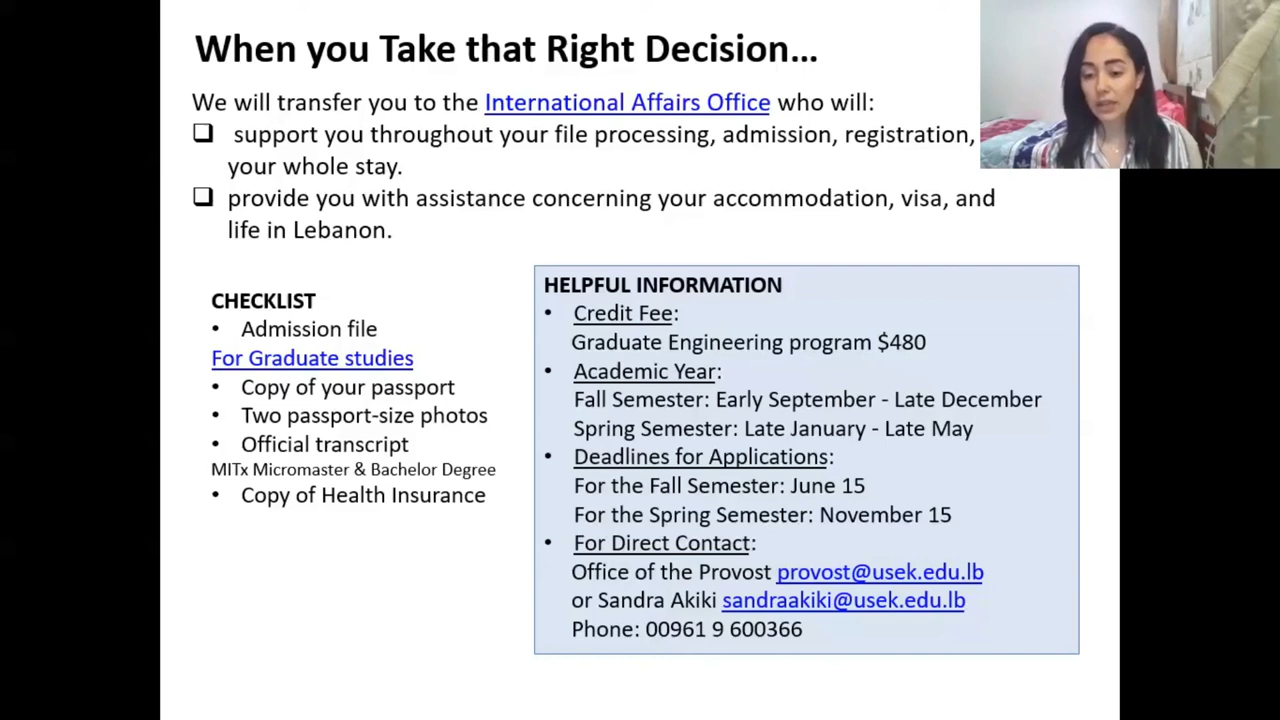 When you Take that Right Decision…
We will transfer you to the International Affairs Office who will:
❑ support you throughout your file processing, admission, registration,
your whole stay.
❑ provide you with assistance concerning your accommodation, visa, and
life in Lebanon.
CHECKLIST
• Admission file
For Graduate studies
• Copy of your passport
• Two passport-size photos
• Official transcript
MITx Micromaster & Bachelor Degree
• Copy of Health Insurance
HELPFUL INFORMATION
• Credit Fee:
Graduate Engineering program $480
• Academic Year:
Fall Semester: Early September - Late December
Spring Semester: Late January - Late May
• Deadlines for Applications:
For the Fall Semester: June 15
For the Spring Semester: November 15
• For Direct Contact:
Office of the Provost provost@usek.edu.lb
or Sandra Akiki sandraakiki@usek.edu.lb
Phone: 00961 9 600366